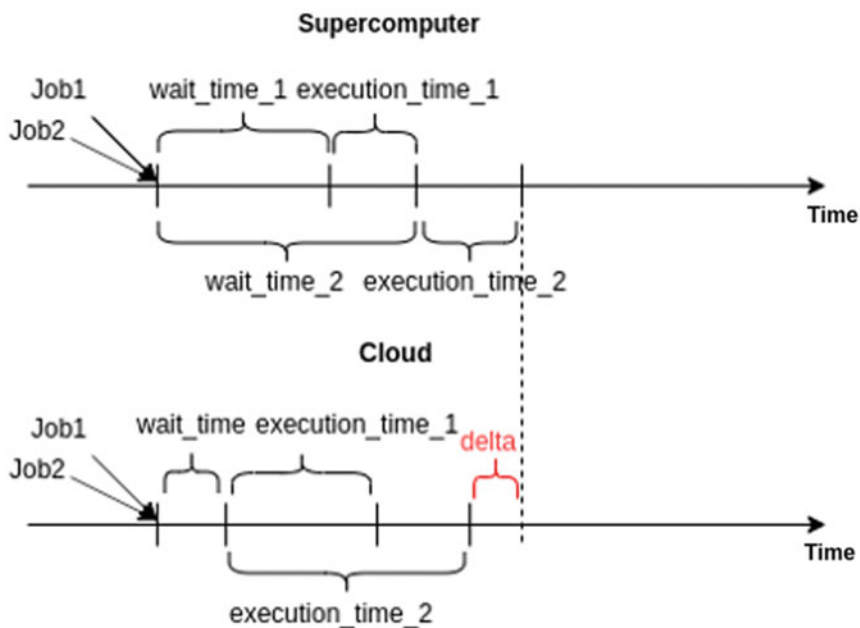 Supercomputer
Job1
wait_time_1 execution_time_1
Job2
Time
wait_time_2 execution_time_2
Cloud
Job1
wait_time execution_time_1
delta
Job2
Time
execution_time_2